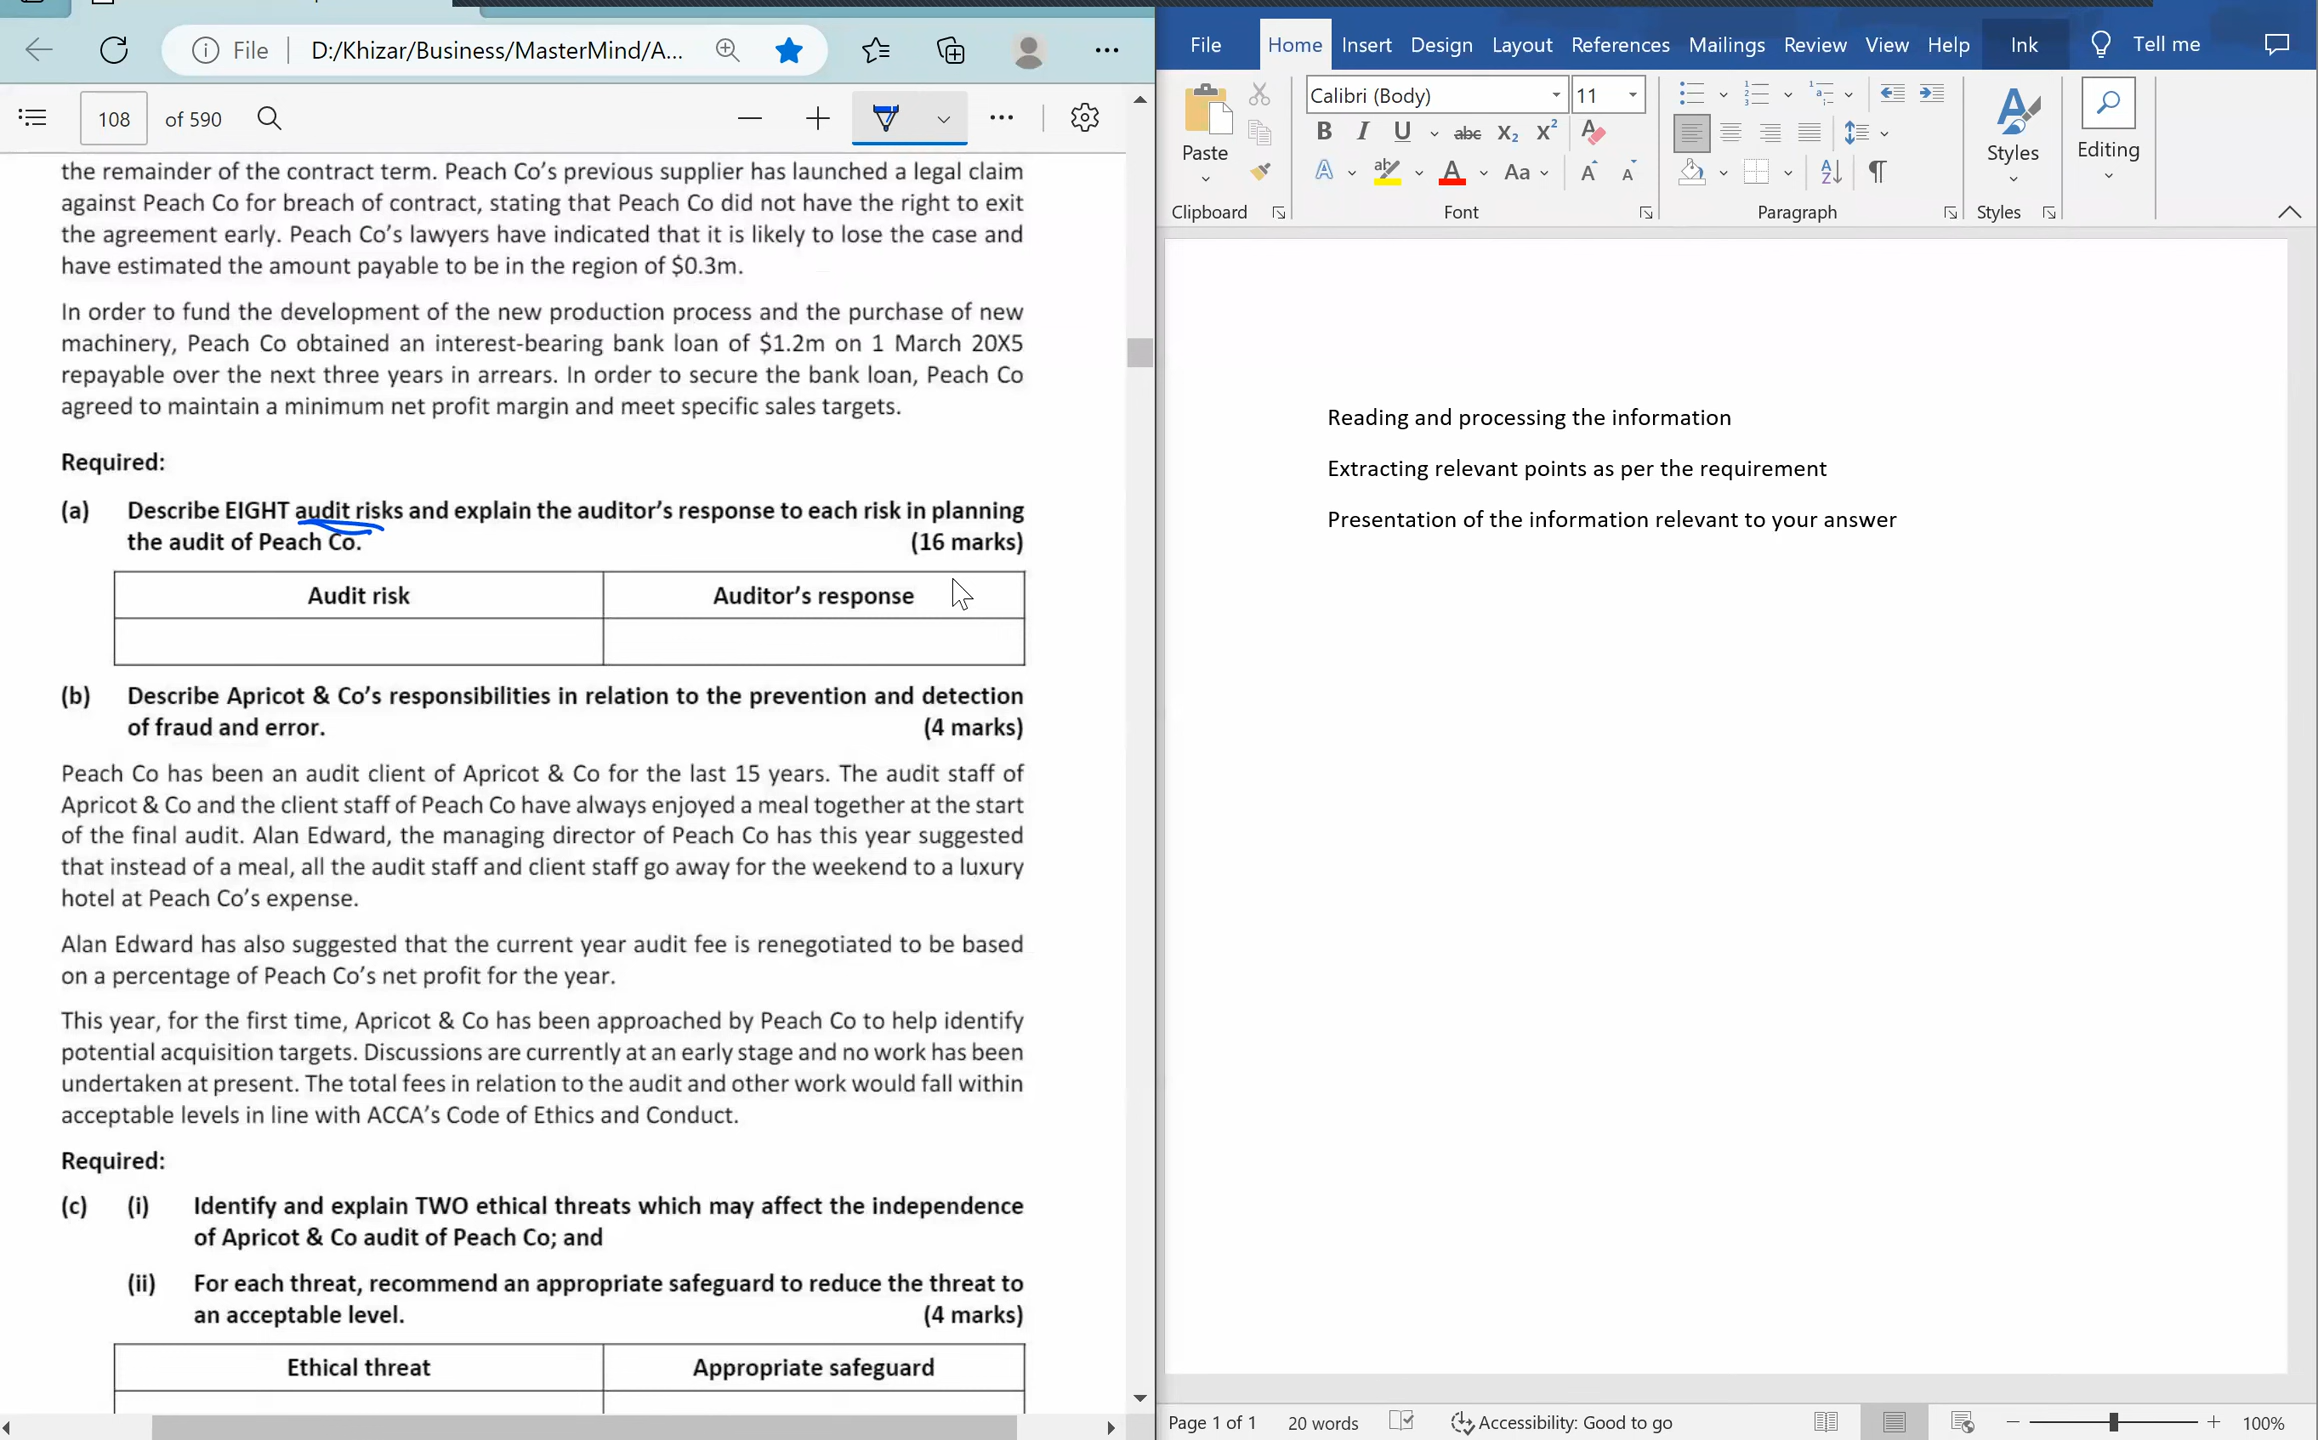 File D:/Khizar/Business/MasterMind/A...
108 of 590
the remainder of the contract term. Peach Co's previous supplier has launched a legal claim
against Peach Co for breach of contract, stating that Peach Co did not have the right to exit
the agreement early. Peach Co's lawyers have indicated that it is likely to lose the case and
have estimated the amount payable to be in the region of $0.3m.
In order to fund the development of the new production process and the purchase of new
machinery, Peach Co obtained an interest-bearing bank loan of $1.2m on 1 March 20X5
repayable over the next three years in arrears. In order to secure the bank loan, Peach Co
agreed to maintain a minimum net profit margin and meet specific sales targets.
Required:
(a) Describe EIGHT audit risks and explain the auditor's response to each risk in planning
the audit of Peach Co. (16 marks)
Audit risk Auditor's response
(b) Describe Apricot & Co's responsibilities in relation to the prevention and detection
of fraud and error. (4 marks)
Peach Co has been an audit client of Apricot & Co for the last 15 years. The audit staff of
Apricot & Co and the client staff of Peach Co have always enjoyed a meal together at the start
of the final audit. Alan Edward, the managing director of Peach Co has this year suggested
that instead of a meal, all the audit staff and client staff go away for the weekend to a luxury
hotel at Peach Co's expense.
Alan Edward has also suggested that the current year audit fee is renegotiated to be based
on a percentage of Peach Co's net profit for the year.
This year, for the first time, Apricot & Co has been approached by Peach Co to help identify
potential acquisition targets. Discussions are currently at an early stage and no work has been
undertaken at present. The total fees in relation to the audit and other work would fall within
acceptable levels in line with ACCA's Code of Ethics and Conduct.
Required:
(c) (i) Identify and explain TWO ethical threats which may affect the independence
of Apricot & Co audit of Peach Co; and
(ii) For each threat, recommend an appropriate safeguard to reduce the threat to
an acceptable level. (4 marks)
Ethical threat Appropriate safeguard
File Home Insert Design Layout References Mailings Review View Help Ink Tell me
Calibri (Body) 11
B I U abc X₂ X²
Paste Styles Editing
A ab A Aa A A
Clipboard Font Paragraph Styles
Reading and processing the information
Extracting relevant points as per the requirement
Presentation of the information relevant to your answer
Page 1 of 1 20 words Accessibility: Good to go 100%